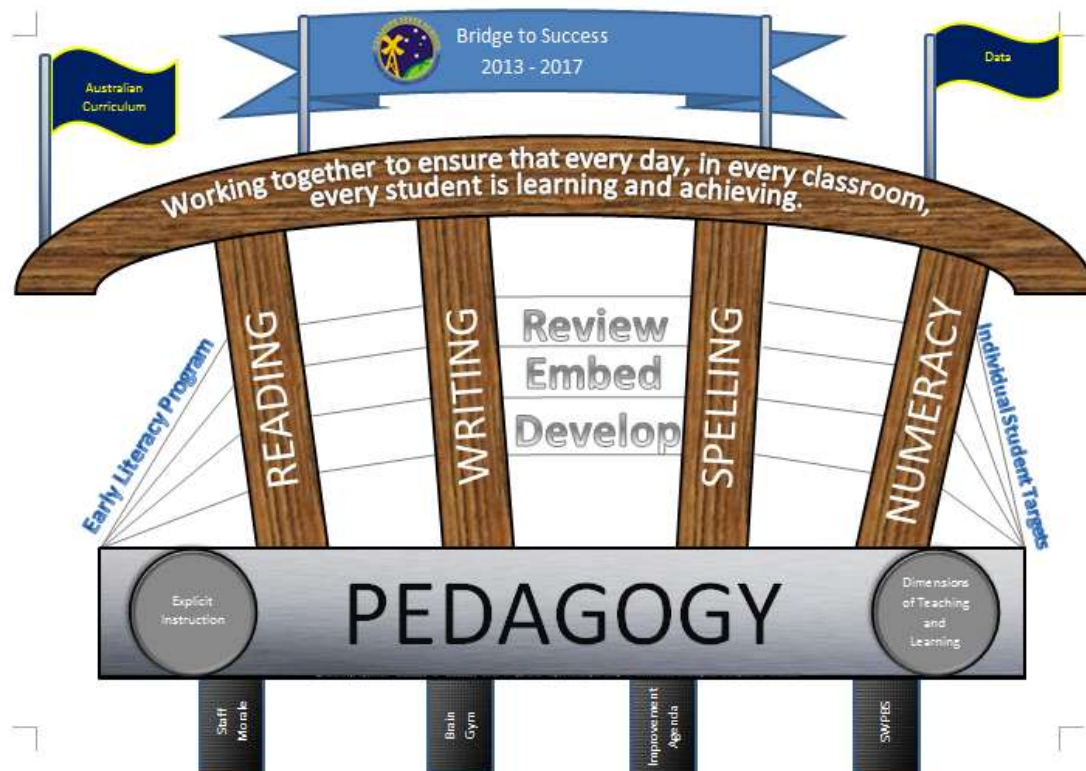 Bridge to Success
2013 - 2017
Australian
Curriculum
Data
Working together to ensure that every day, in every classroom,
every student is learning and achieving.
READING
WRITING
SPELLING
NUMERACY
Review
Embed
Develop
Early Literacy Program
Individual Student Targets
Explicit
Instruction
PEDAGOGY
Dimensions
of Teaching
and
Learning
Staff
Morale
Brain
Gym
Improvement
Agenda
SWPBS